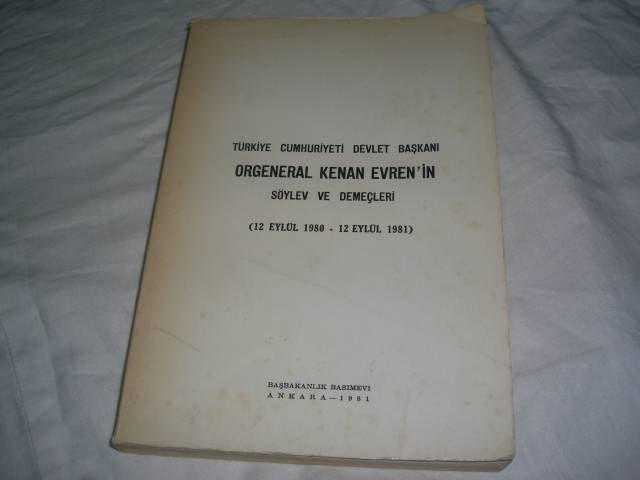 TÜRKİYE CUMHURİYETİ DEVLET BAŞKANI
ORGENERAL KENAN EVREN'İN
SÖYLEV VE DEMEÇLERİ
(12 EYLÜL 1980 - 12 EYLÜL 1981)
BAŞBAKANLIK BASIMEVI
ANKARA—1981